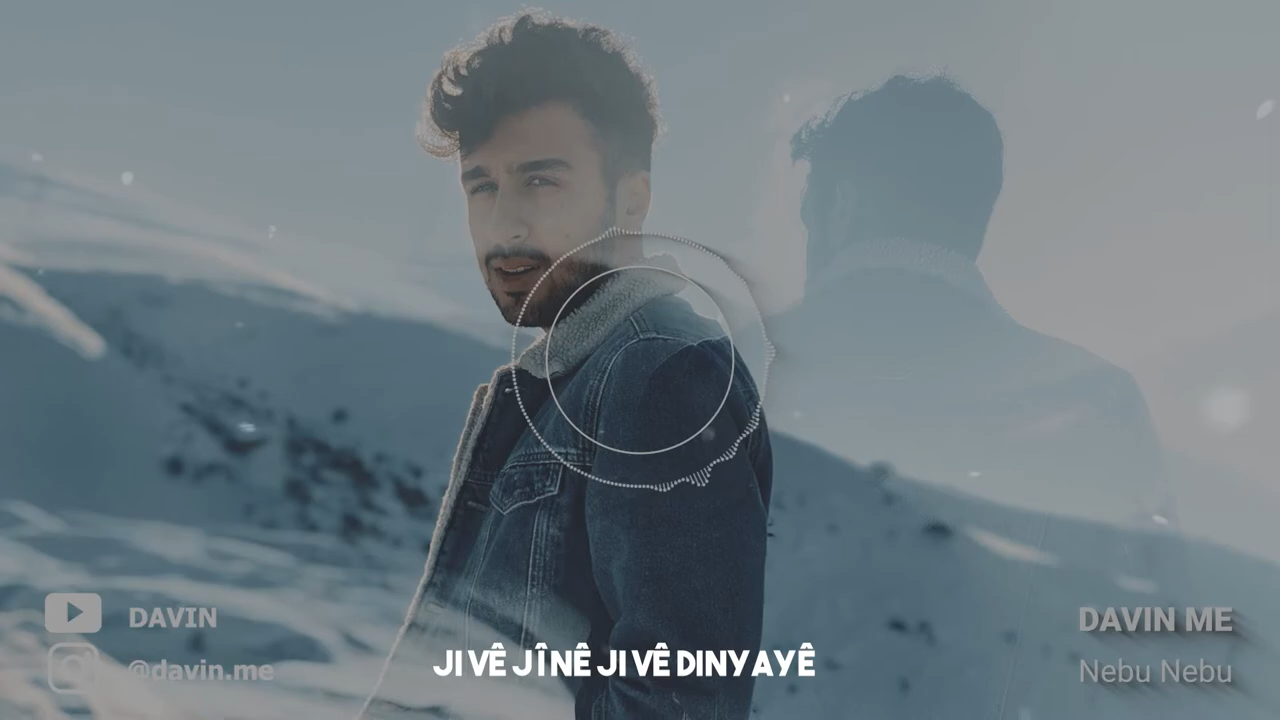 DAVIN
@davin.me
JI VÊ JÎNÊ JI VÊ DINYAYÊ
DAVIN ME
Nebu Nebu